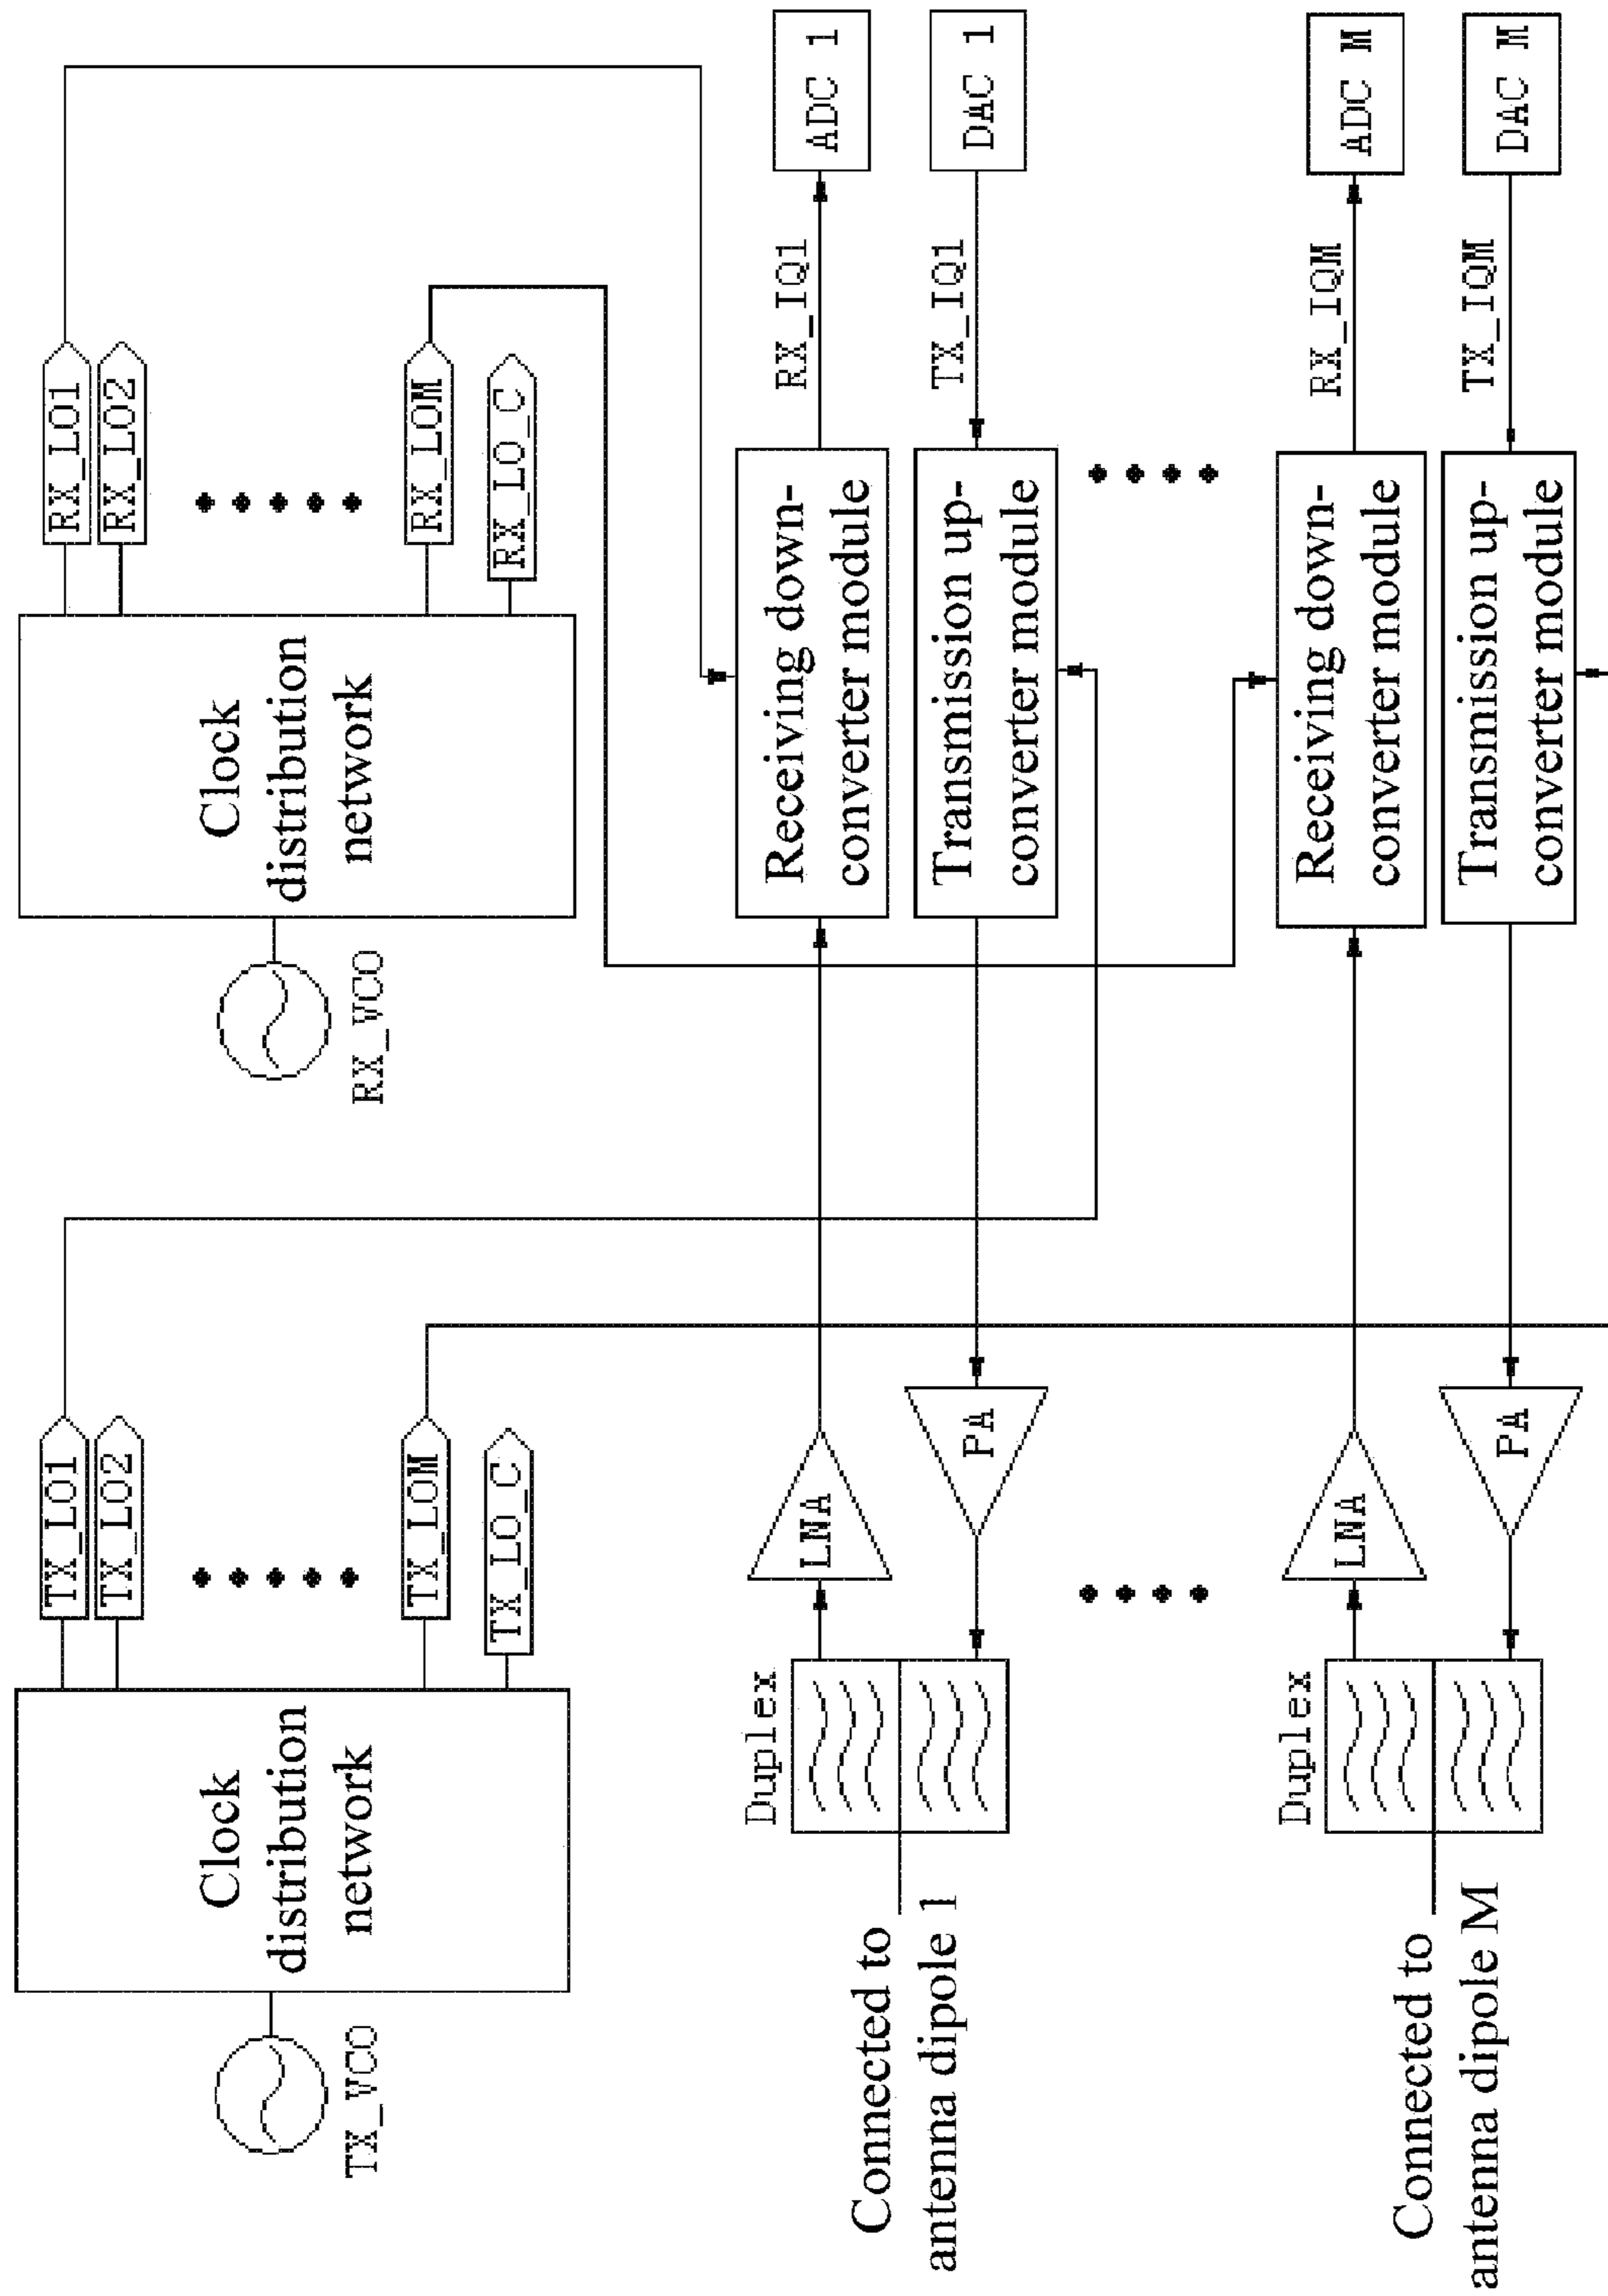 Clock
distribution
network
TX_VCO
TX_LO1
TX_LO2
TX_LOM
TX_LO_C
Clock
distribution
network
RX_VCO
RX_LO1
RX_LO2
RX_LOM
RX_LO_C
Connected to
antenna dipole 1
Duplex
LNA
PA
Receiving down-
converter module
Transmission up-
converter module
RX_IQ1
TX_IQ1
ADC 1
DAC 1
Connected to
antenna dipole M
Duplex
LNA
PA
Receiving down-
converter module
Transmission up-
converter module
RX_IQM
TX_IQM
ADC M
DAC M